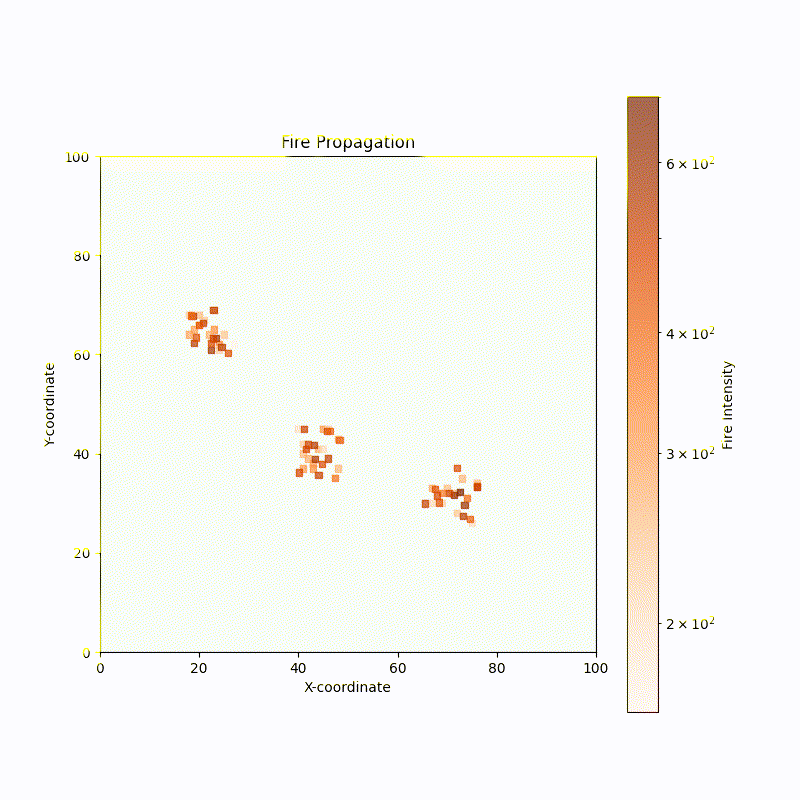 Fire Propagation
100
80
60
40
20
0
0 20 40 60 80 100
X-coordinate
Y-coordinate
6 × 10²
4 × 10²
3 × 10²
2 × 10²
Fire Intensity